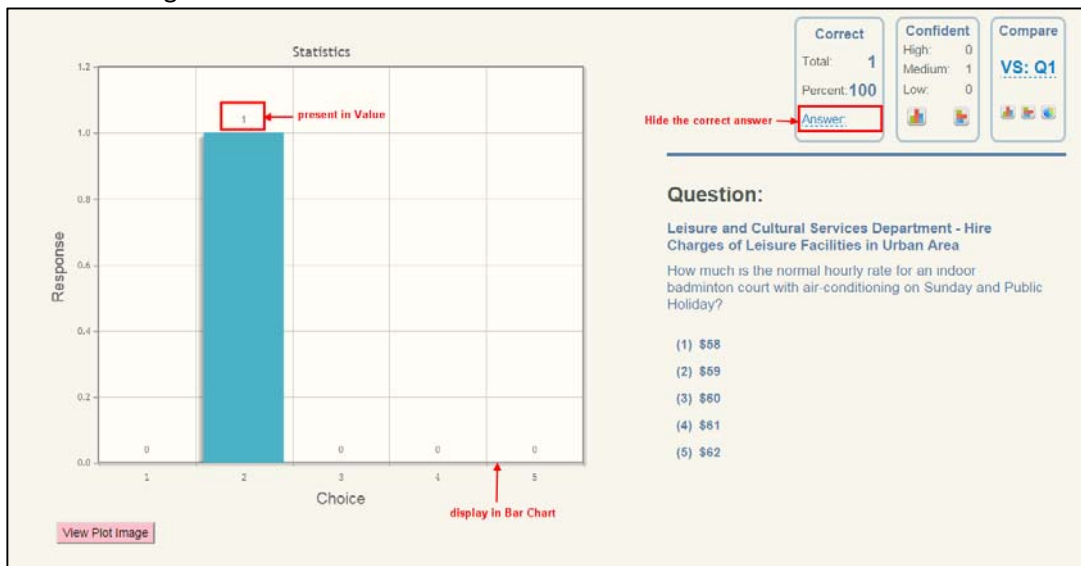 Statistics
1.2
1.0
0.8
0.6
0.4
0.2
0.0
Response
1
0
0
0
0
1
2
3
4
5
Choice
present in Value
display in Bar Chart
View Plot Image
Hide the correct answer
Correct
Total: 1
Percent: 100
Answer:
Confident
High: 0
Medium: 1
Low: 0
Compare
VS: Q1
Question:
Leisure and Cultural Services Department - Hire
Charges of Leisure Facilities in Urban Area
How much is the normal hourly rate for an indoor
badminton court with air-conditioning on Sunday and Public
Holiday?
(1) $58
(2) $59
(3) $60
(4) $61
(5) $62